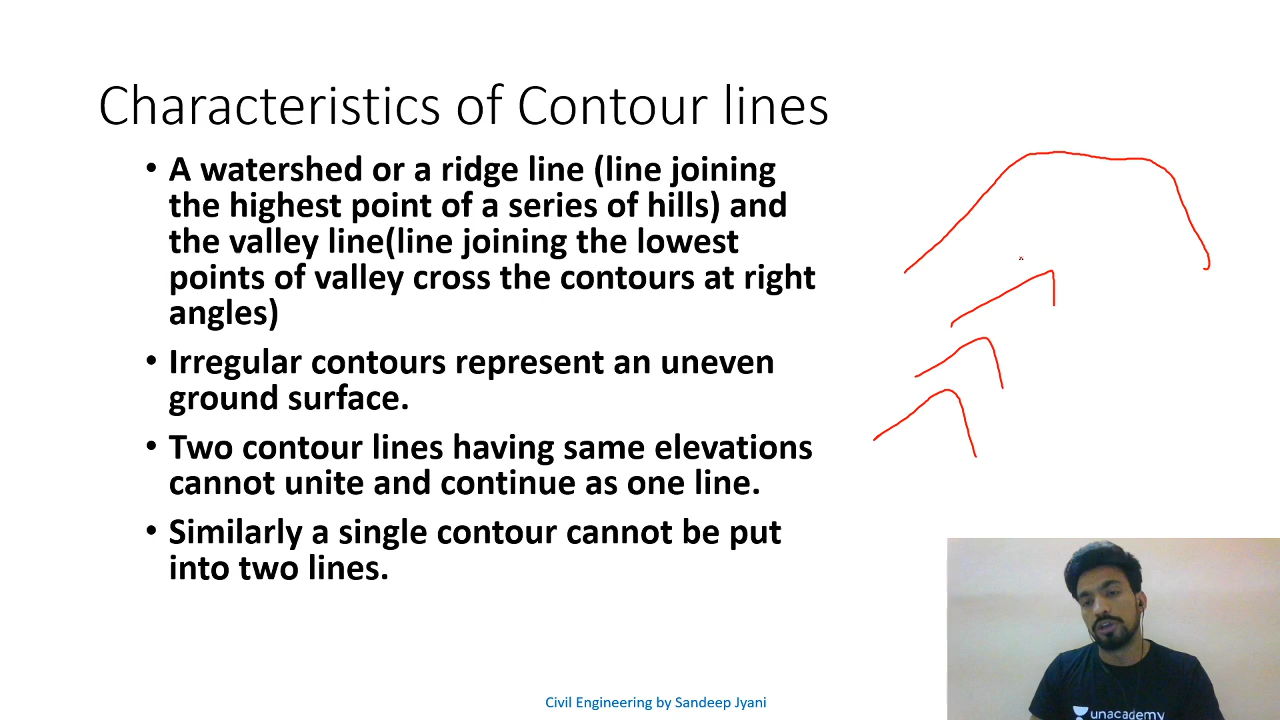 Characteristics of Contour lines
• A watershed or a ridge line (line joining
the highest point of a series of hills) and
the valley line(line joining the lowest
points of valley cross the contours at right
angles)
• Irregular contours represent an uneven
ground surface.
• Two contour lines having same elevations
cannot unite and continue as one line.
• Similarly a single contour cannot be put
into two lines.
Civil Engineering by Sandeep Jyani
unacademy